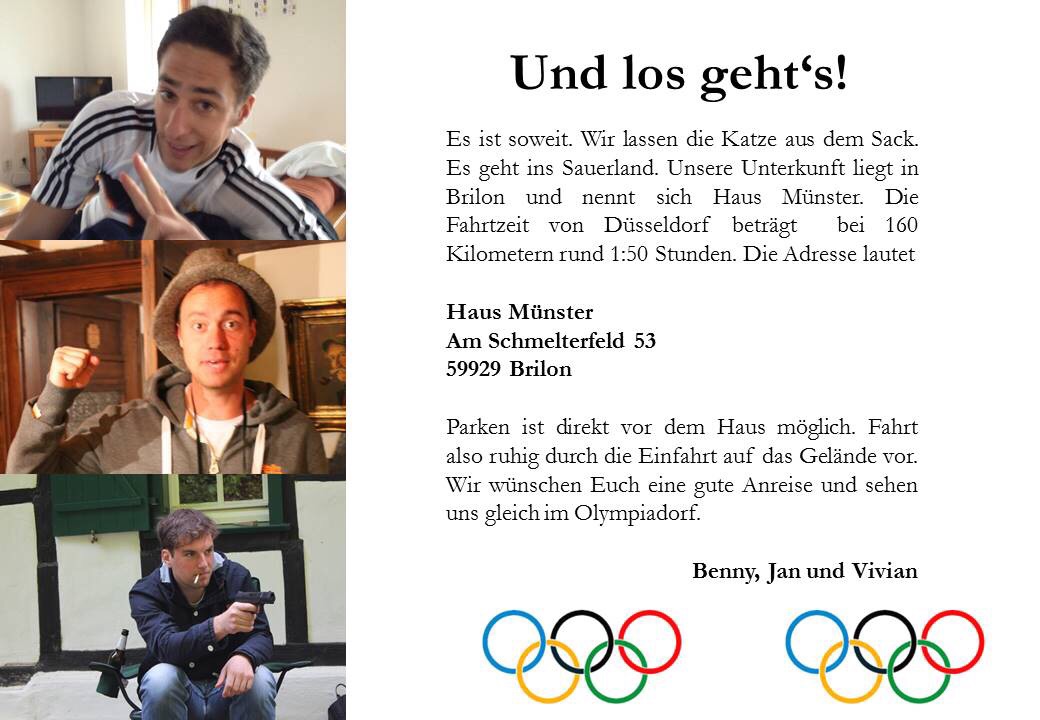 Und los geht‘s!
Es ist soweit. Wir lassen die Katze aus dem Sack.
Es geht ins Sauerland. Unsere Unterkunft liegt in
Brilon und nennt sich Haus Münster. Die
Fahrtzeit von Düsseldorf beträgt bei 160
Kilometern rund 1:50 Stunden. Die Adresse lautet
Haus Münster
Am Schmelterfeld 53
59929 Brilon
Parken ist direkt vor dem Haus möglich. Fahrt
also ruhig durch die Einfahrt auf das Gelände vor.
Wir wünschen Euch eine gute Anreise und sehen
uns gleich im Olympiadorf.
Benny, Jan und Vivian